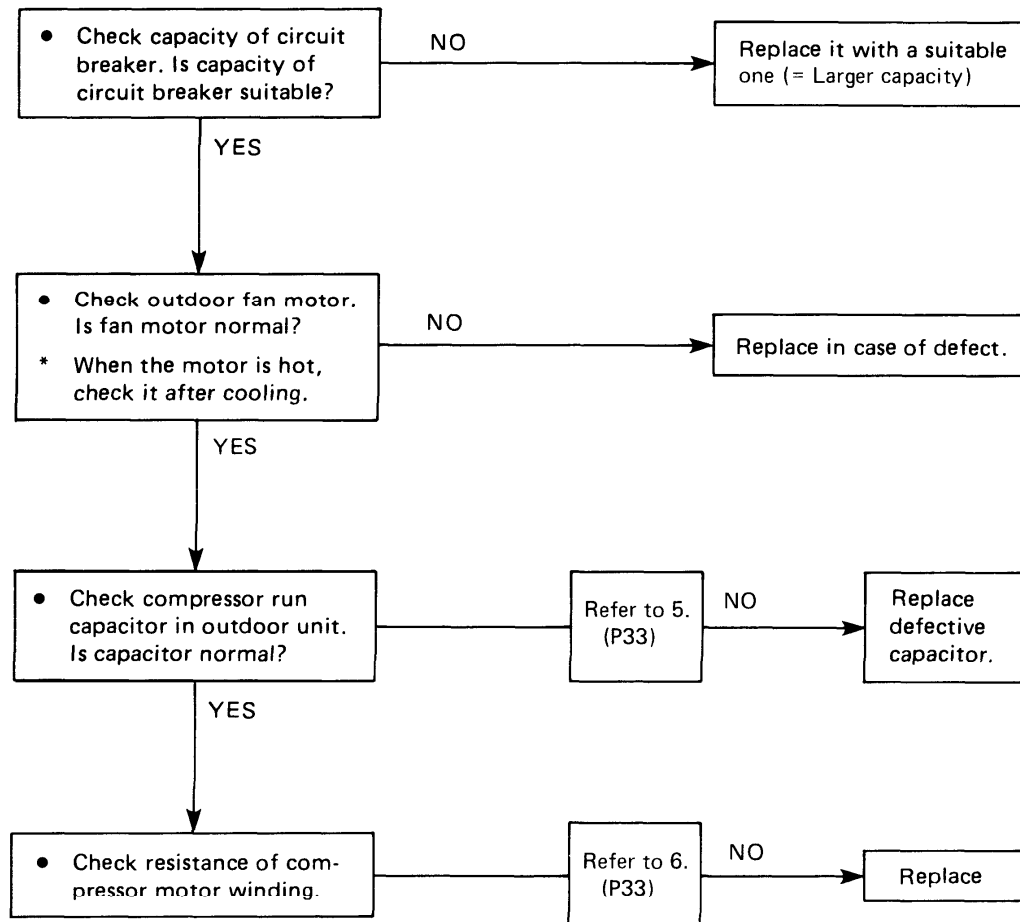 • Check capacity of circuit
breaker. Is capacity of
circuit breaker suitable?
NO
Replace it with a suitable
one (= Larger capacity)
YES
• Check outdoor fan motor.
Is fan motor normal?
* When the motor is hot,
check it after cooling.
NO
Replace in case of defect.
YES
• Check compressor run
capacitor in outdoor unit.
Is capacitor normal?
Refer to 5.
(P33)
NO
Replace
defective
capacitor.
YES
• Check resistance of com-
pressor motor winding.
Refer to 6.
(P33)
NO
Replace